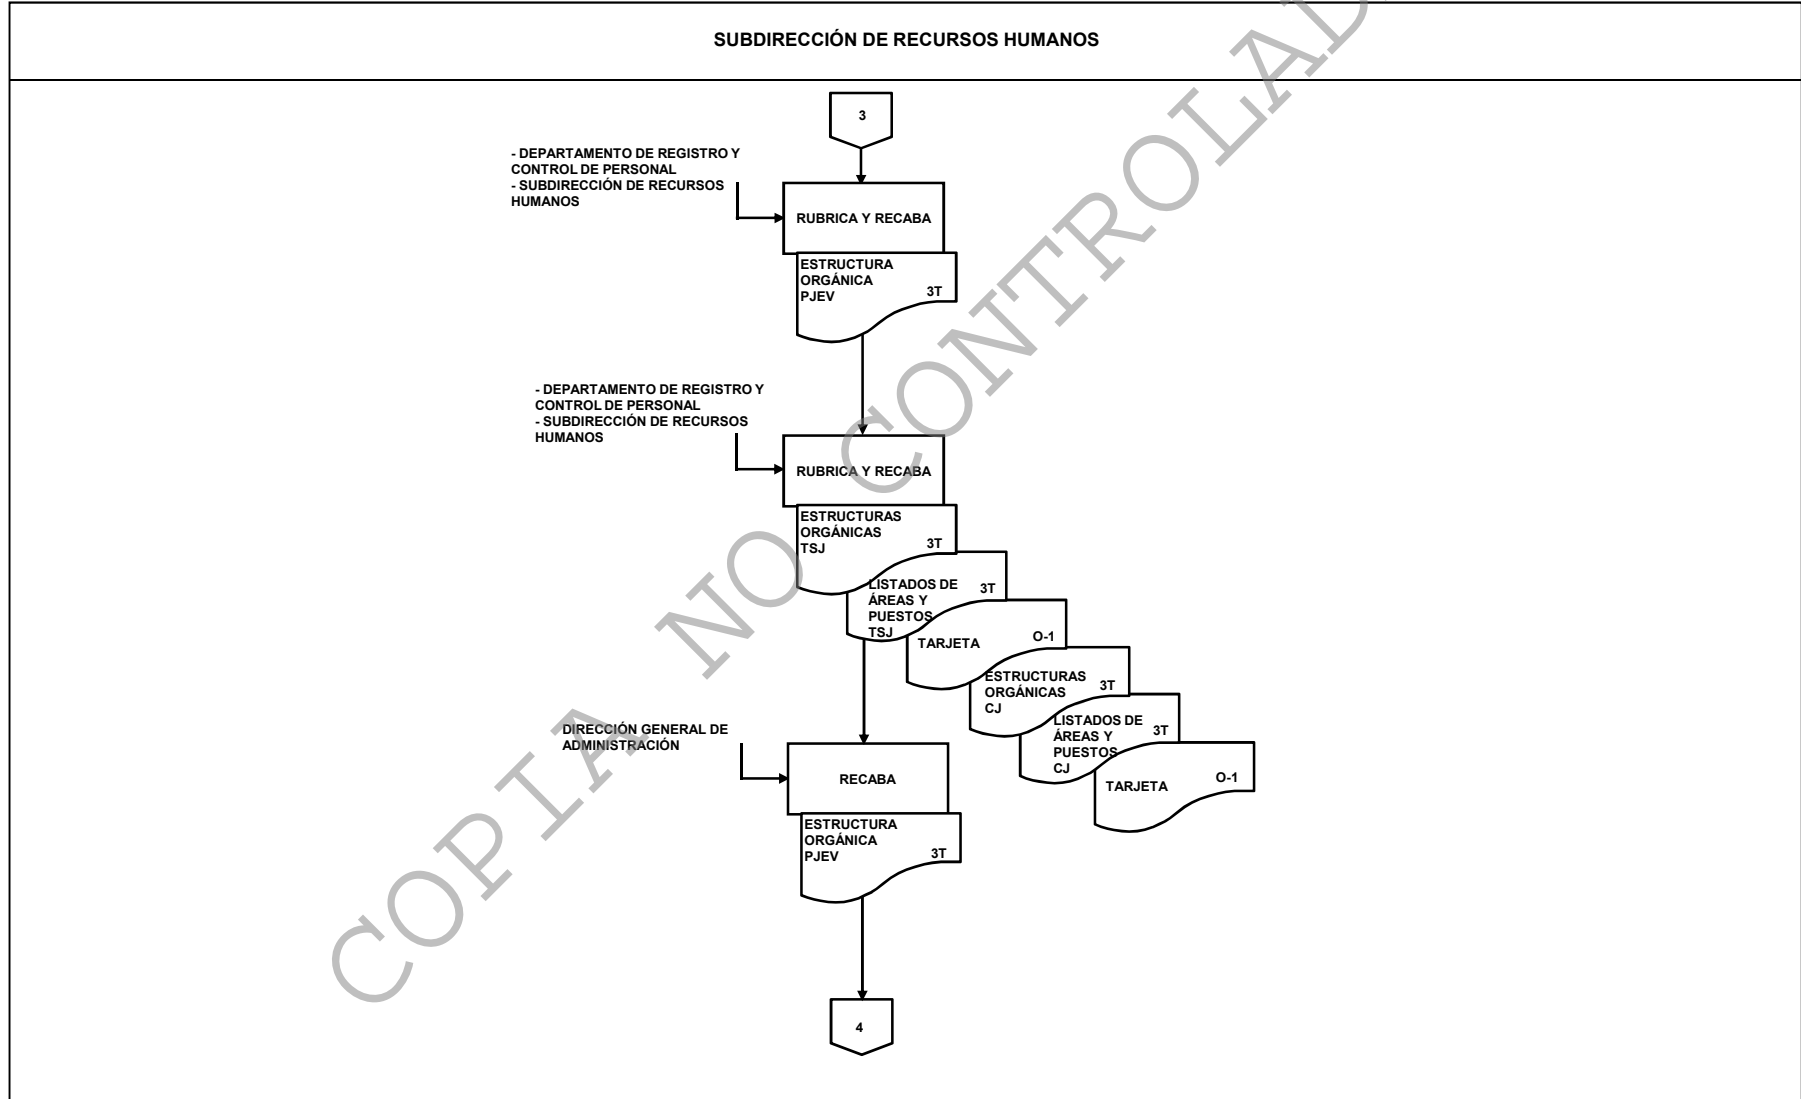 SUBDIRECCIÓN DE RECURSOS HUMANOS
3
- DEPARTAMENTO DE REGISTRO Y
CONTROL DE PERSONAL
- SUBDIRECCIÓN DE RECURSOS
HUMANOS
RUBRICA Y RECABA
ESTRUCTURA
ORGÁNICA
PJEV
3T
- DEPARTAMENTO DE REGISTRO Y
CONTROL DE PERSONAL
- SUBDIRECCIÓN DE RECURSOS
HUMANOS
RUBRICA Y RECABA
ESTRUCTURAS
ORGÁNICAS
TSJ
3T
LISTADOS DE
ÁREAS Y
PUESTOS
TSJ
3T
TARJETA
O-1
ESTRUCTURAS
ORGÁNICAS
CJ
3T
LISTADOS DE
ÁREAS Y
PUESTOS
CJ
3T
TARJETA
O-1
DIRECCIÓN GENERAL DE
ADMINISTRACIÓN
RECABA
ESTRUCTURA
ORGÁNICA
PJEV
3T
4
COPIA NO CONTROLAD